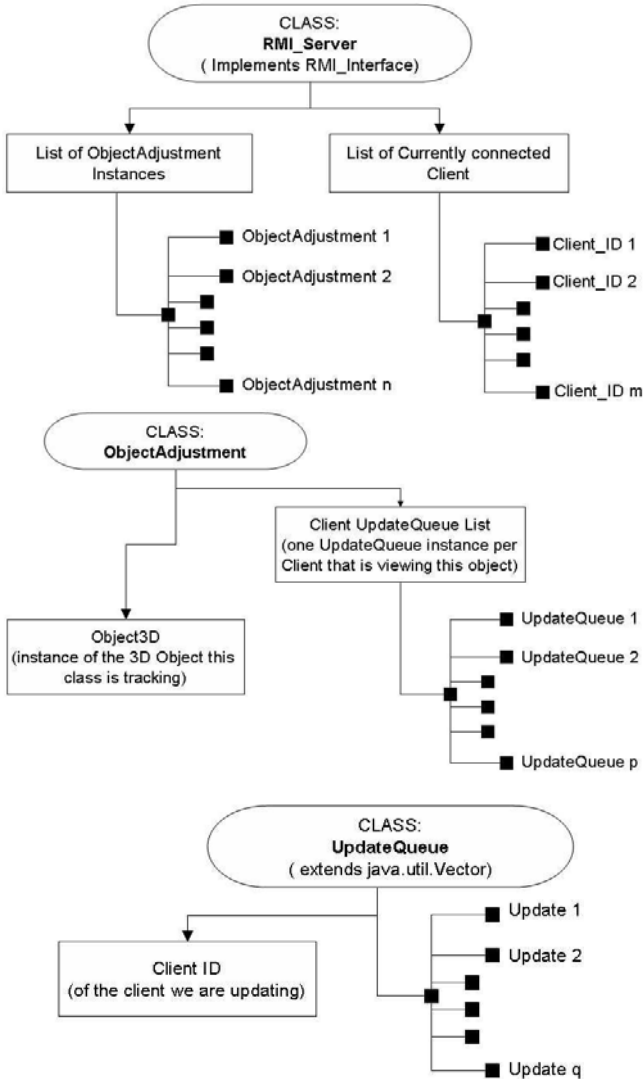 CLASS:
RMI_Server
( Implements RMI_Interface)
List of ObjectAdjustment
Instances
List of Currently connected
Client
ObjectAdjustment 1
ObjectAdjustment 2
ObjectAdjustment n
Client_ID 1
Client_ID 2
Client_ID m
CLASS:
ObjectAdjustment
Client UpdateQueue List
(one UpdateQueue instance per
Client that is viewing this object)
Object3D
(instance of the 3D Object this
class is tracking)
UpdateQueue 1
UpdateQueue 2
UpdateQueue p
CLASS:
UpdateQueue
( extends java.util.Vector)
Client ID
(of the client we are updating)
Update 1
Update 2
Update q